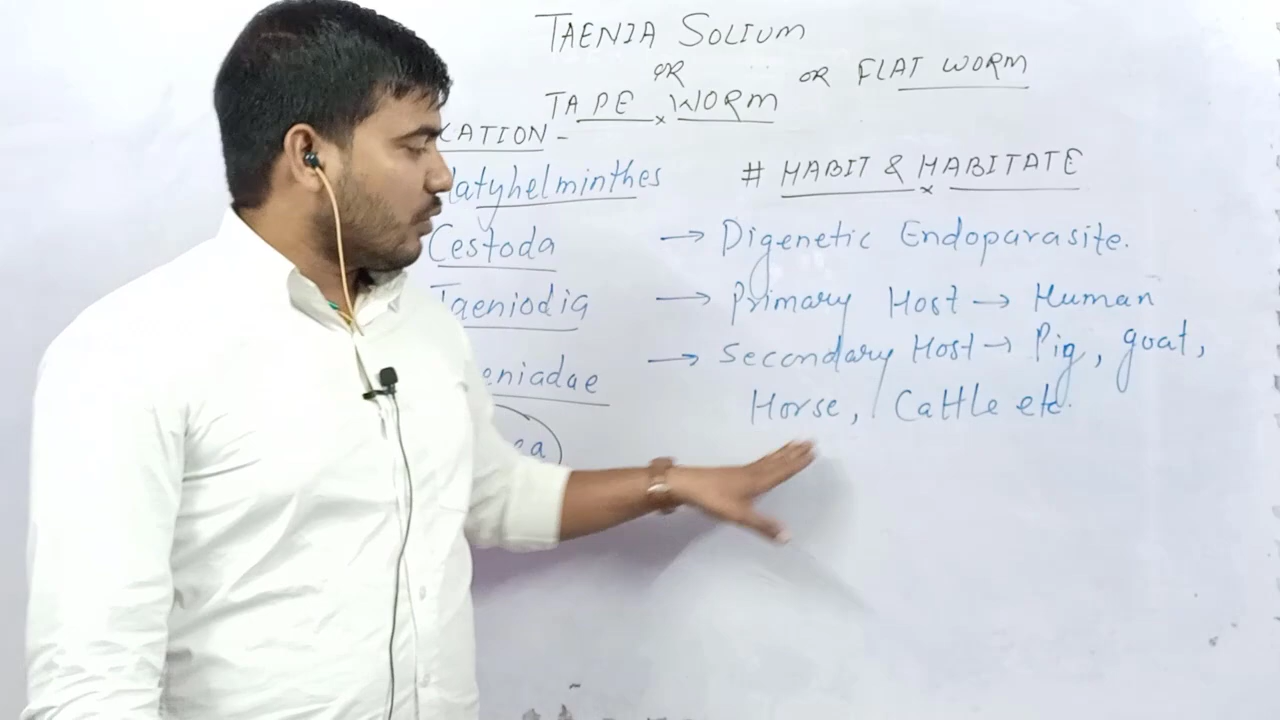 TAENIA SOLIUM
OR
TAPE WORM
OR FLAT WORM
CATION -
latyhelminthes
Cestoda
Taeniodia
eniadae
ea
# HABIT & HABITATE
→ Digenetic Endoparasite.
→ Primary Host → Human
→ Secondary Host → Pig, goat,
Horse, Cattle etc.